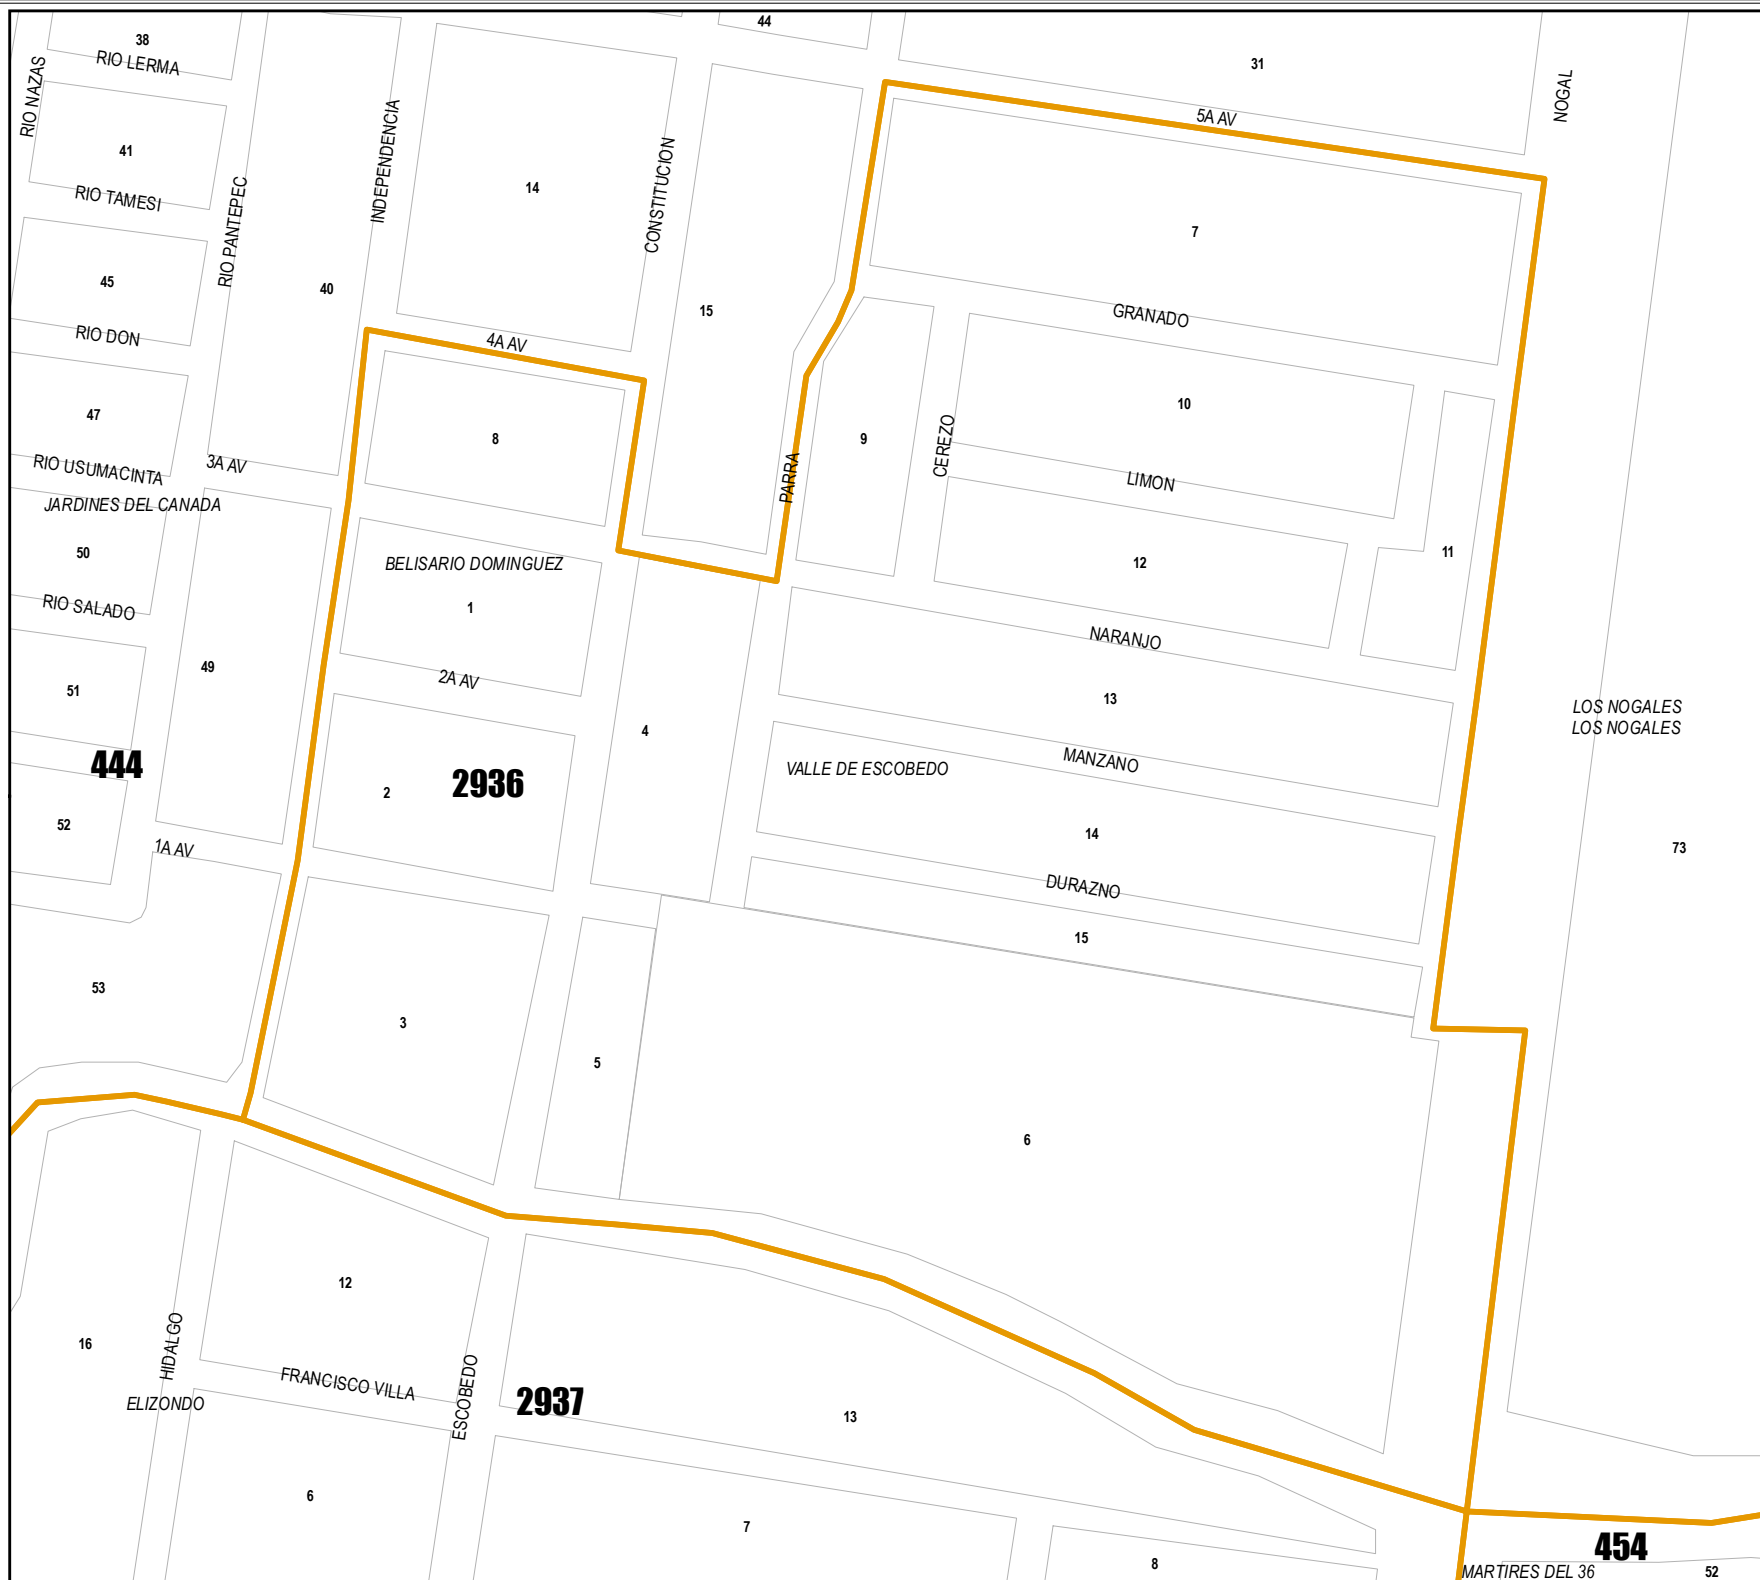 44
38
RIO LERMA
31
RIO NAZAS
NOGAL
INDEPENDENCIA
5A AV
41
RIO TAMESI
14
CONSTITUCION
RIO PANTEPEC
7
45
40
15
GRANADO
RIO DON
4A AV
47
8
9
10
CEREZO
3A AV
RIO USUMACINTA
PARRA
LIMON
JARDINES DEL CANADA
50
BELISARIO DOMINGUEZ
12
11
RIO SALADO
1
NARANJO
49
2A AV
51
13
LOS NOGALES
LOS NOGALES
4
444
2936
2
VALLE DE ESCOBEDO
MANZANO
52
14
1A AV
73
DURAZNO
15
53
3
5
6
12
16
HIDALGO
FRANCISCO VILLA
ESCOBEDO
ELIZONDO
2937
13
6
7
454
8
MARTIRES DEL 36
52